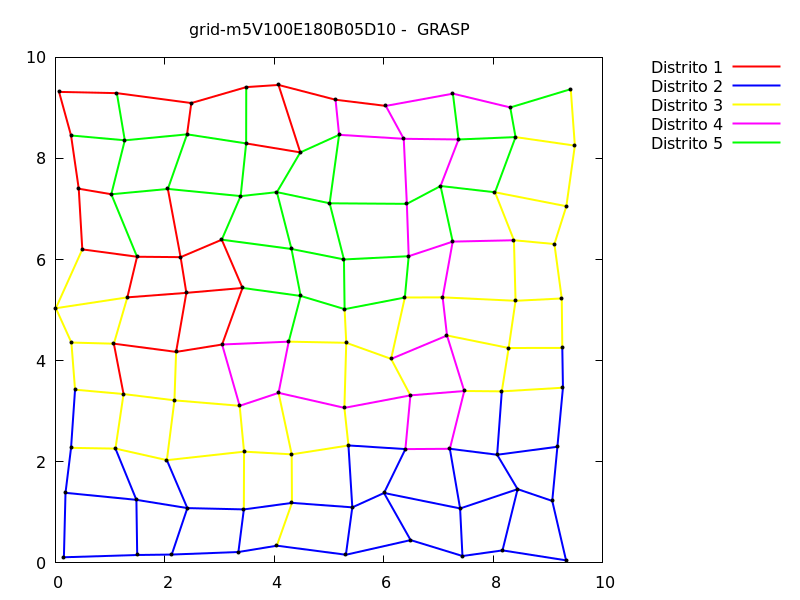 grid-m5V100E180B05D10 - GRASP
Distrito 1
Distrito 2
Distrito 3
Distrito 4
Distrito 5
10
8
6
4
2
0
0 2 4 6 8 10